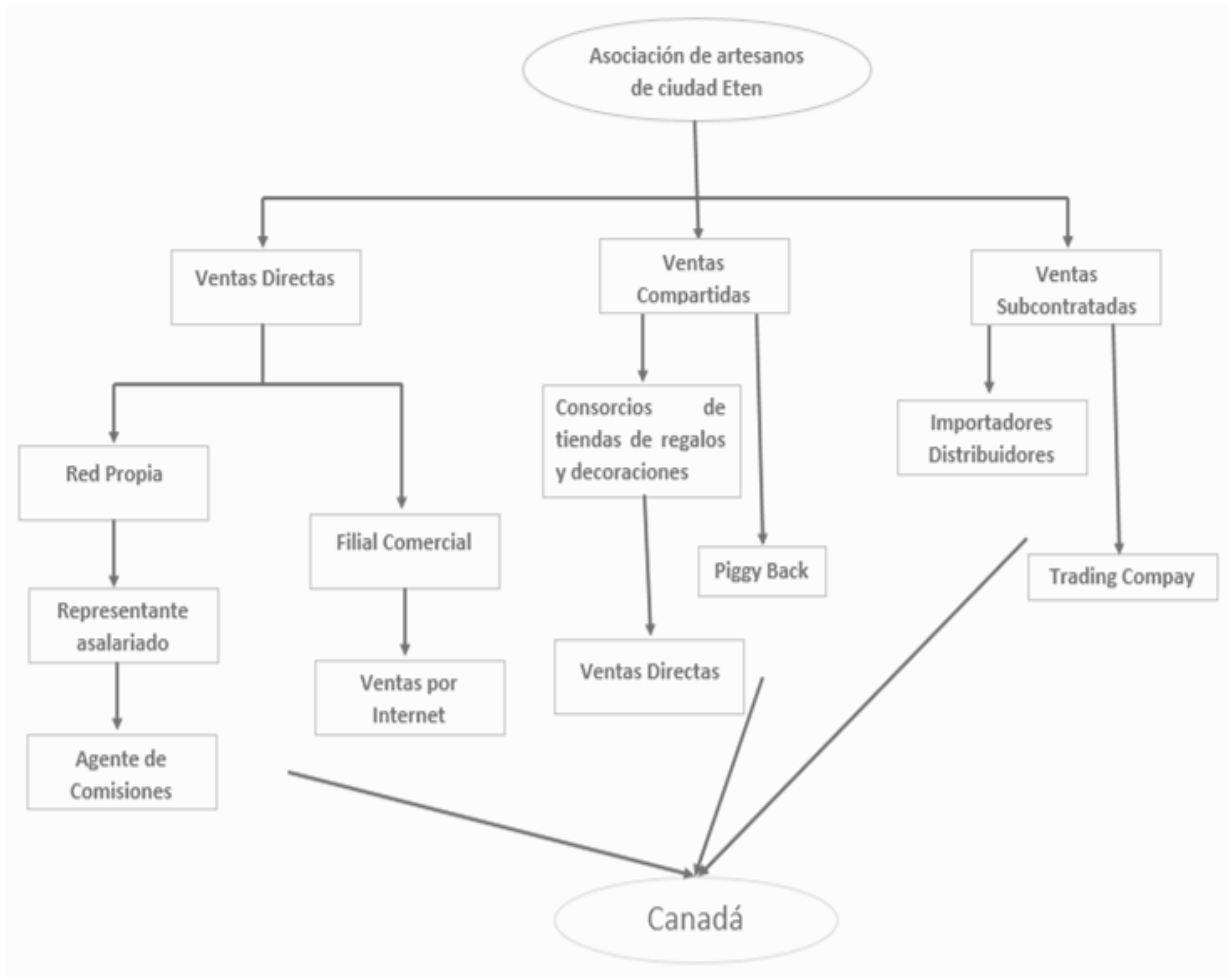 Asociación de artesanos
de ciudad Eten
Ventas Directas
Ventas
Compartidas
Ventas
Subcontratadas
Consorcios de
tiendas de regalos
y decoraciones
Importadores
Distribuidores
Red Propia
Filial Comercial
Piggy Back
Trading Compay
Representante
asalariado
Ventas por
Internet
Ventas Directas
Agente de
Comisiones
Canadá